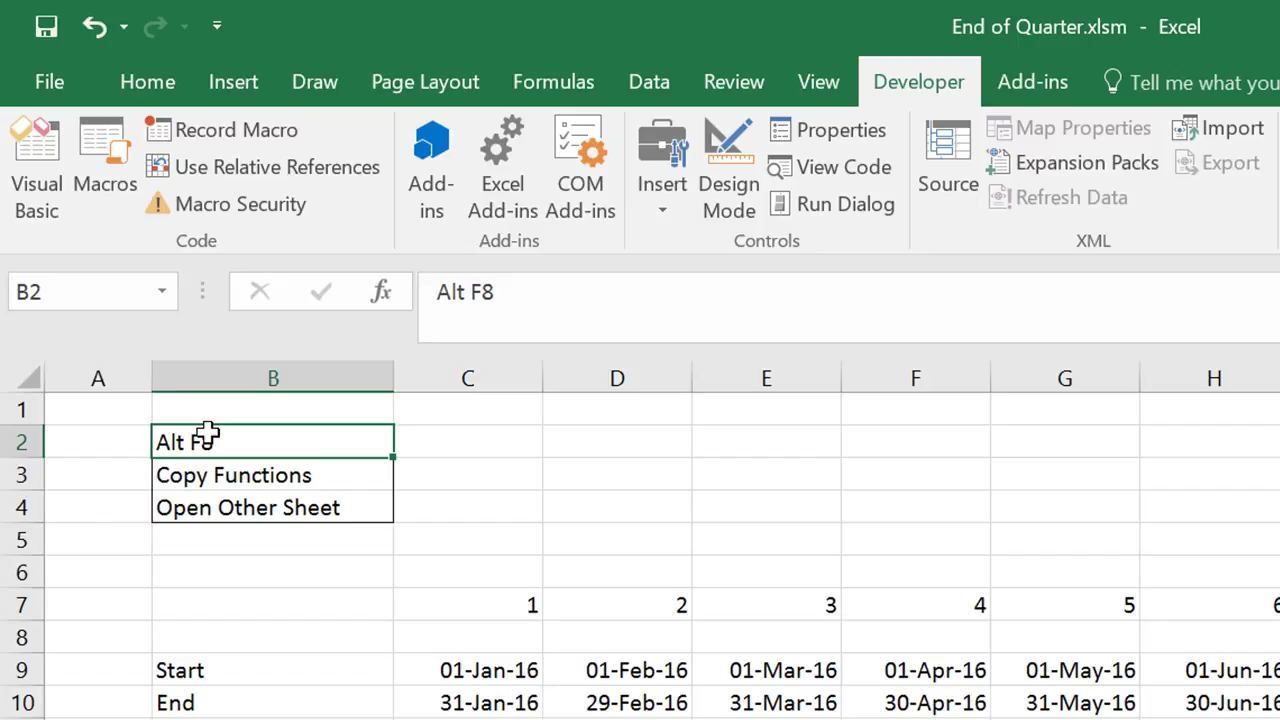 End of Quarter.xlsm - Excel
File Home Insert Draw Page Layout Formulas Data Review View Developer Add-ins Tell me what you
Visual Basic
Macros
Record Macro
Use Relative References
Macro Security
Code
Add-ins
Excel Add-ins
COM Add-ins
Add-ins
Insert
Design Mode
Properties
View Code
Run Dialog
Controls
Source
Map Properties
Expansion Packs
Refresh Data
Import
Export
XML
B2 fx Alt F8
A B C D E F G H
1
2 Alt F8
3 Copy Functions
4 Open Other Sheet
5
6
7 1 2 3 4 5 6
8
9 Start 01-Jan-16 01-Feb-16 01-Mar-16 01-Apr-16 01-May-16 01-Jun-16
10 End 31-Jan-16 29-Feb-16 31-Mar-16 30-Apr-16 31-May-16 30-Jun-16